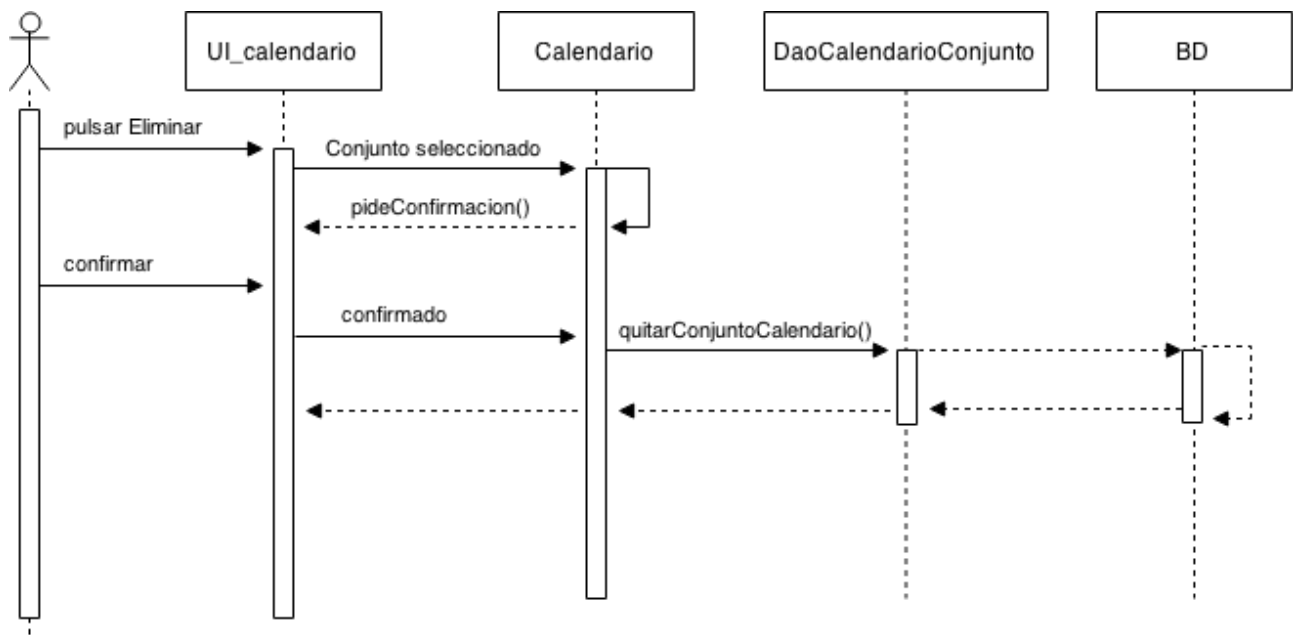 UI_calendario
Calendario
DaoCalendarioConjunto
BD
pulsar Eliminar
Conjunto seleccionado
pideConfirmacion()
confirmar
confirmado
quitarConjuntoCalendario()